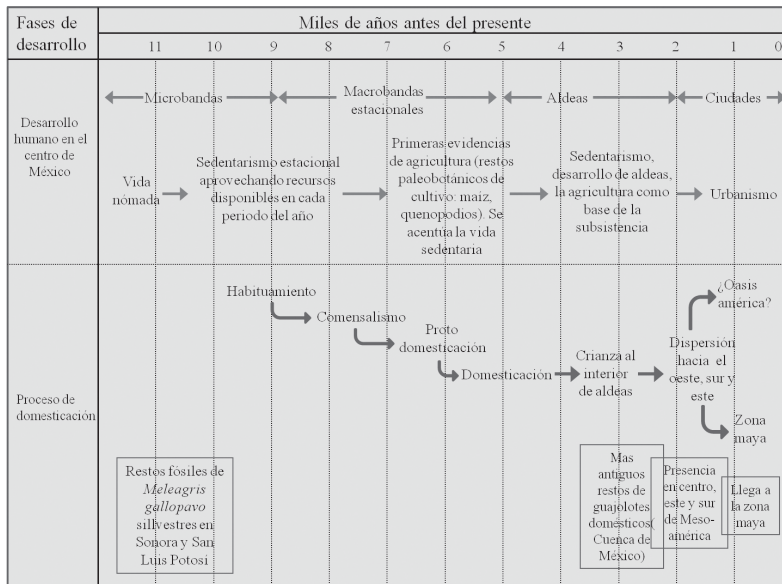 Fases de
desarrollo
Miles de años antes del presente
11 10 9 8 7 6 5 4 3 2 1 0
Desarrollo
humano en el
centro de
México
Microbandas
Macrobandas
estacionales
Aldeas
Ciudades
Vida
nómada
Sedentarismo estacional
aprovechando recursos
disponibles en cada
periodo del año
Primeras evidencias
de agricultura (restos
paleobotánicos de
cultivo: maíz,
quenopodios). Se
acentúa la vida
sedentaria
Sedentarismo,
desarrollo de aldeas,
la agricultura como
base de la
subsistencia
Urbanismo
Proceso de
domesticación
Habituamiento
Comensalismo
Proto
domesticación
Domesticación
Crianza al
interior de
aldeas
Dispersión
hacia el
oeste, sur y
este
¿Oasis
américa?
Zona
maya
Restos fósiles de
Meleagris
gallopavo
sillvestres en
Sonora y San
Luis Potosí
Mas
antiguos
restos de
guajolotes
domésticos(
Cuenca de
México)
Presencia
en centro,
este y sur
de Meso-
américa
Llega a
la zona
maya